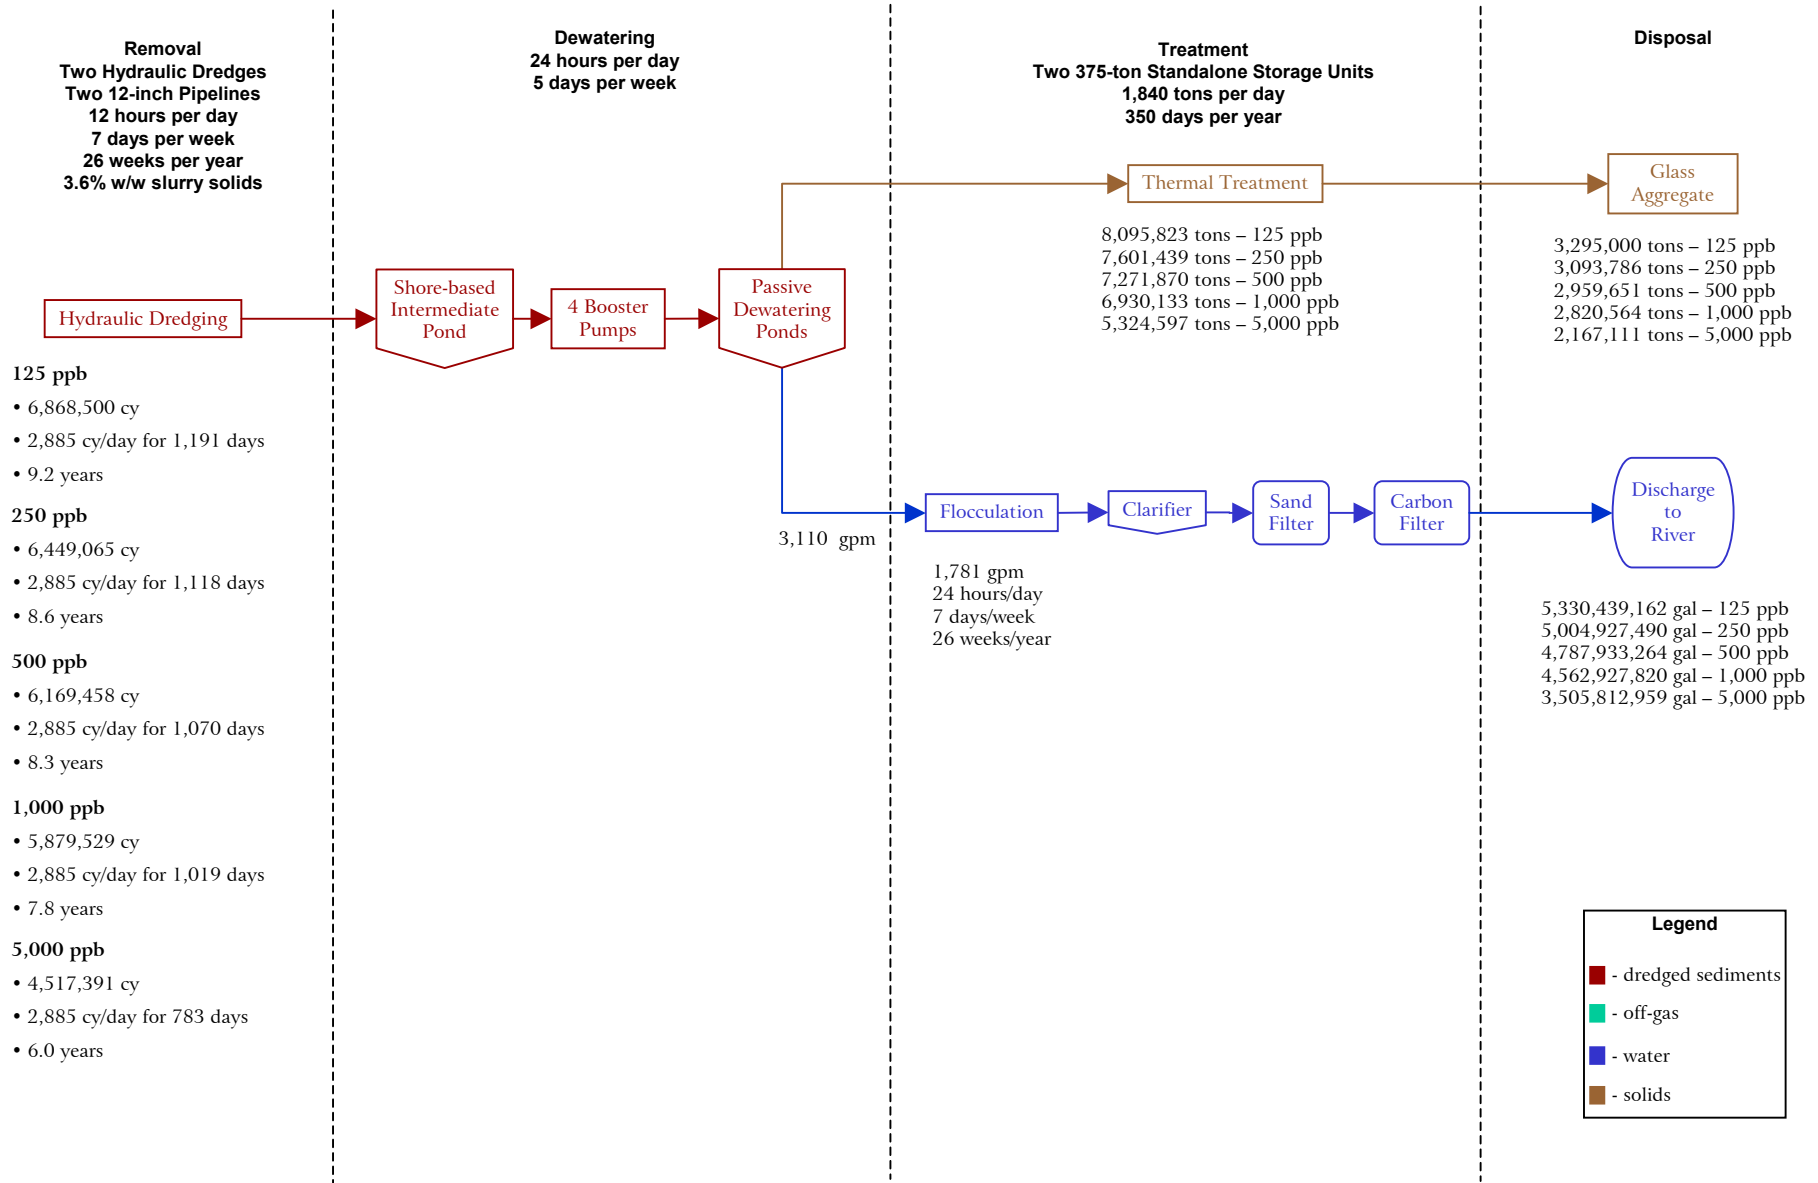 Removal
Two Hydraulic Dredges
Two 12-inch Pipelines
12 hours per day
7 days per week
26 weeks per year
3.6% w/w slurry solids
Dewatering
24 hours per day
5 days per week
Treatment
Two 375-ton Standalone Storage Units
1,840 tons per day
350 days per year
Disposal
Hydraulic Dredging
Shore-based
Intermediate
Pond
4 Booster
Pumps
Passive
Dewatering
Ponds
Thermal Treatment
Glass
Aggregate
8,095,823 tons – 125 ppb
7,601,439 tons – 250 ppb
7,271,870 tons – 500 ppb
6,930,133 tons – 1,000 ppb
5,324,597 tons – 5,000 ppb
3,295,000 tons – 125 ppb
3,093,786 tons – 250 ppb
2,959,651 tons – 500 ppb
2,820,564 tons – 1,000 ppb
2,167,111 tons – 5,000 ppb
125 ppb
• 6,868,500 cy
• 2,885 cy/day for 1,191 days
• 9.2 years
250 ppb
• 6,449,065 cy
• 2,885 cy/day for 1,118 days
• 8.6 years
500 ppb
• 6,169,458 cy
• 2,885 cy/day for 1,070 days
• 8.3 years
1,000 ppb
• 5,879,529 cy
• 2,885 cy/day for 1,019 days
• 7.8 years
5,000 ppb
• 4,517,391 cy
• 2,885 cy/day for 783 days
• 6.0 years
3,110 gpm
Flocculation
Clarifier
Sand
Filter
Carbon
Filter
Discharge
to
River
1,781 gpm
24 hours/day
7 days/week
26 weeks/year
5,330,439,162 gal – 125 ppb
5,004,927,490 gal – 250 ppb
4,787,933,264 gal – 500 ppb
4,562,927,820 gal – 1,000 ppb
3,505,812,959 gal – 5,000 ppb
Legend
- dredged sediments
- off-gas
- water
- solids